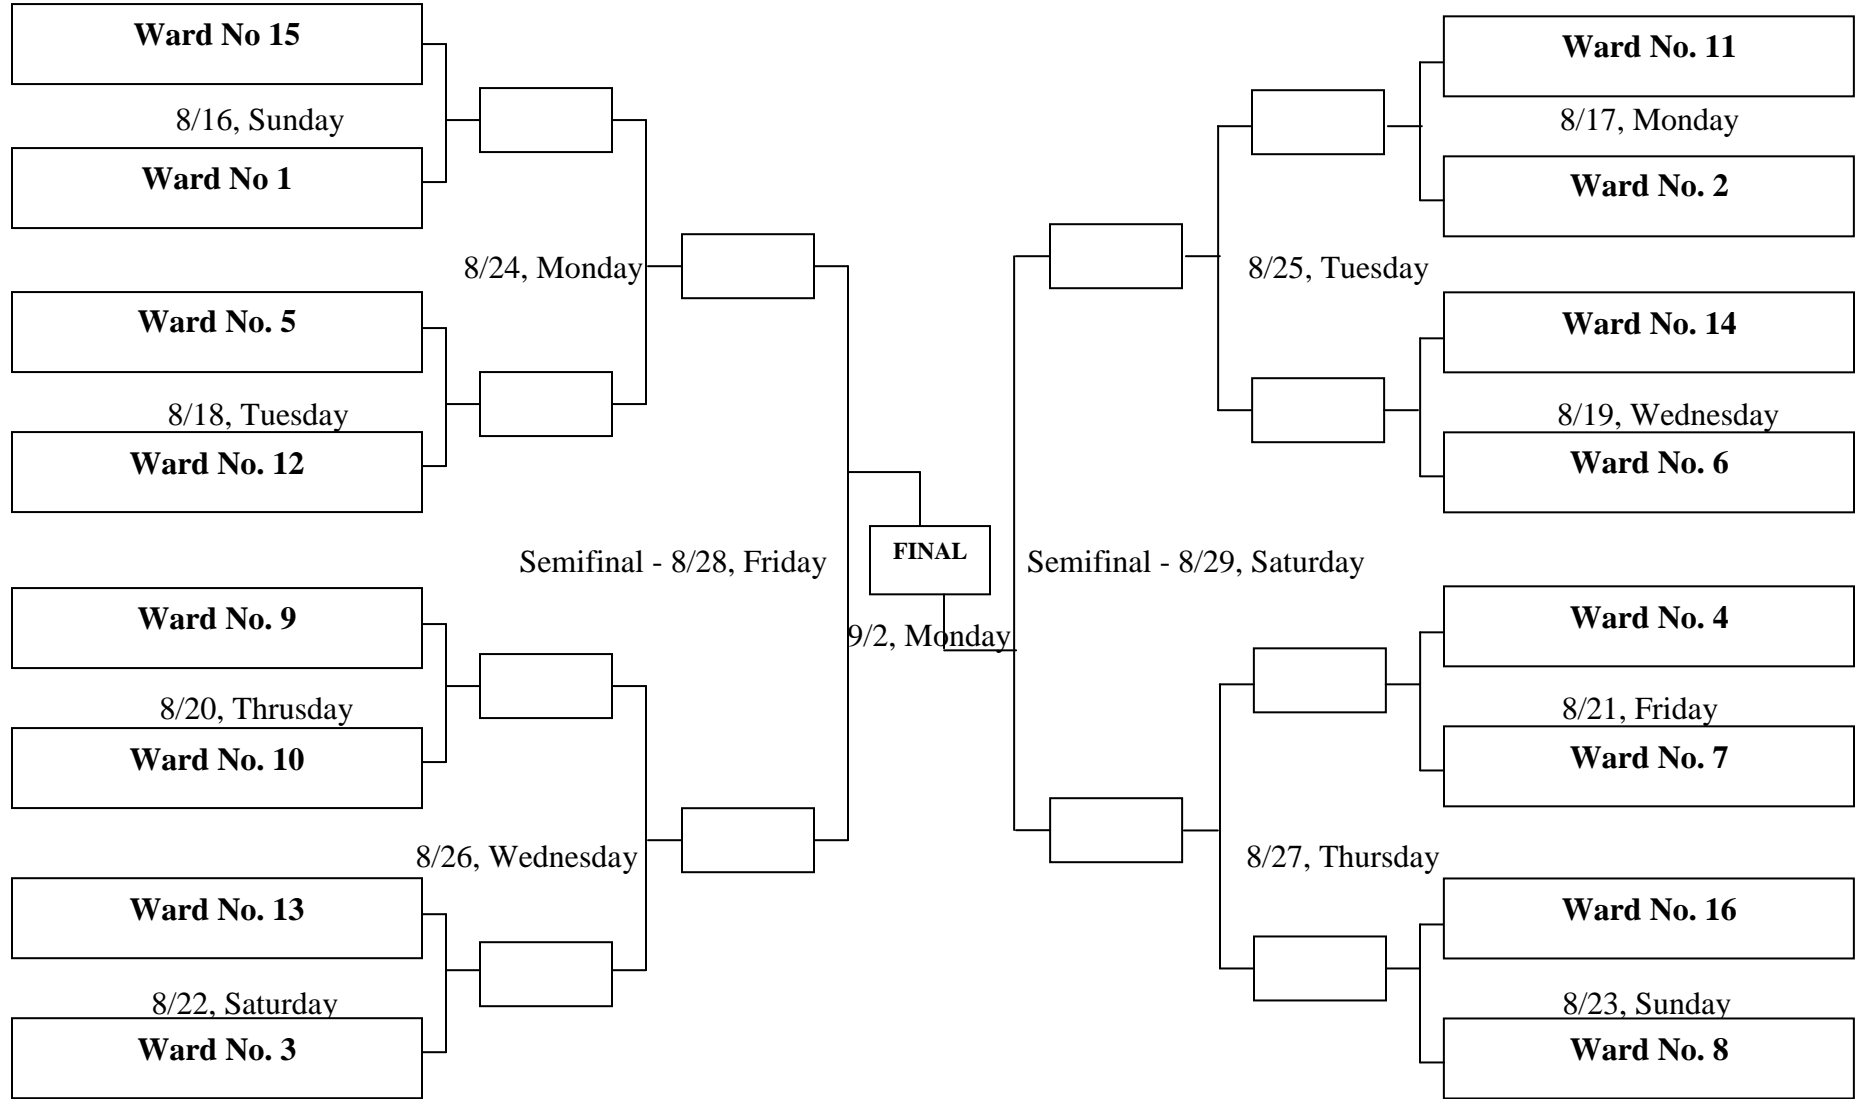 Ward No 15
8/16, Sunday
Ward No 1
8/24, Monday
Ward No. 5
8/18, Tuesday
Ward No. 12
Semifinal - 8/28, Friday
Ward No. 9
8/20, Thrusday
Ward No. 10
8/26, Wednesday
Ward No. 13
8/22, Saturday
Ward No. 3
FINAL
9/2, Monday
Ward No. 11
8/17, Monday
Ward No. 2
8/25, Tuesday
Ward No. 14
8/19, Wednesday
Ward No. 6
Semifinal - 8/29, Saturday
Ward No. 4
8/21, Friday
Ward No. 7
8/27, Thursday
Ward No. 16
8/23, Sunday
Ward No. 8